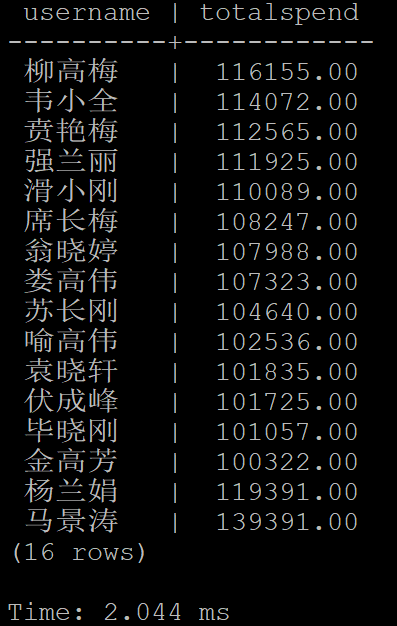 username | totalspend
----------+------------
柳高梅 | 116155.00
韦小全 | 114072.00
贲艳梅 | 112565.00
强兰丽 | 111925.00
滑小刚 | 110089.00
席长梅 | 108247.00
翁晓婷 | 107988.00
娄高伟 | 107323.00
苏长刚 | 104640.00
喻高伟 | 102536.00
袁晓轩 | 101835.00
伏成峰 | 101725.00
毕晓刚 | 101057.00
金高芳 | 100322.00
杨兰娟 | 119391.00
马景涛 | 139391.00
(16 rows)
Time: 2.044 ms